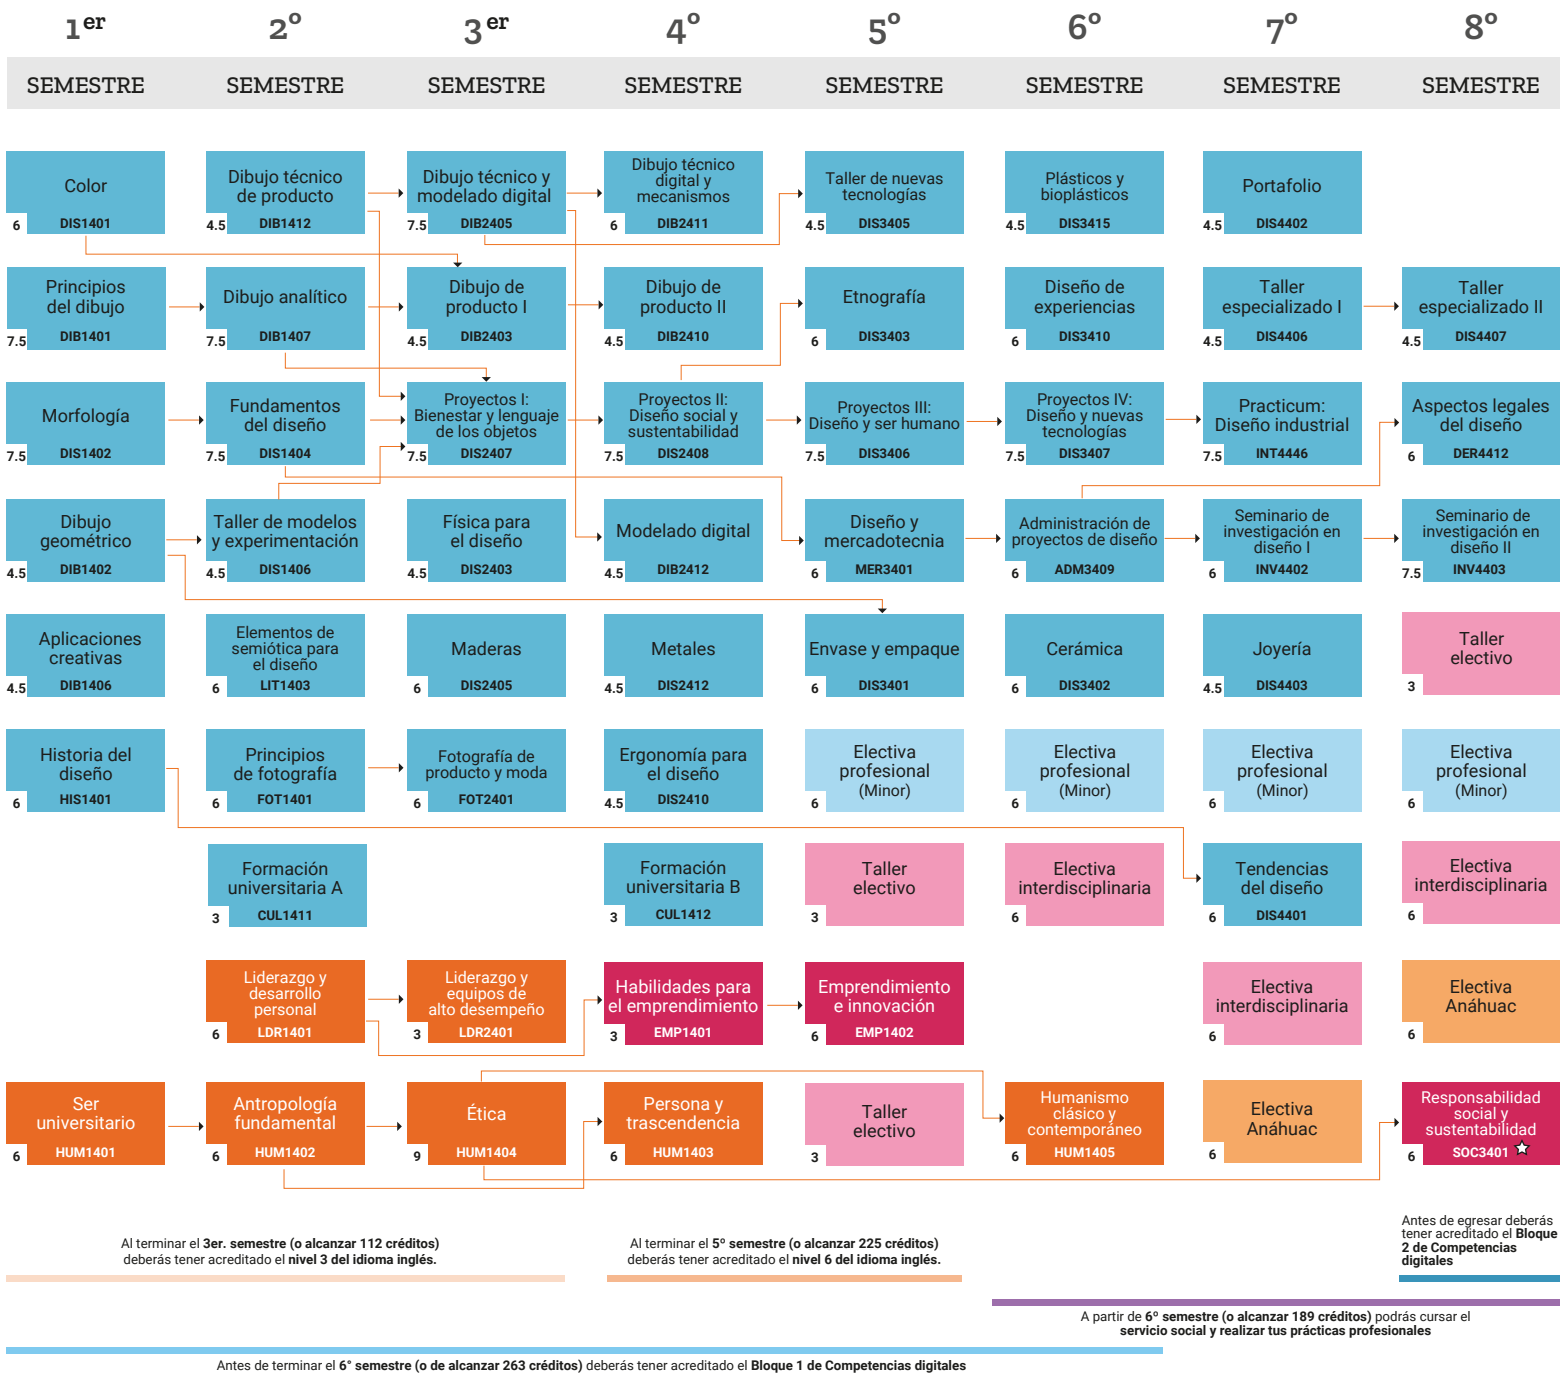 1er 2º 3er 4º 5º 6º 7º 8º
SEMESTRE SEMESTRE SEMESTRE SEMESTRE SEMESTRE SEMESTRE SEMESTRE SEMESTRE
Color
6 DIS1401
Dibujo técnico
de producto
4.5 DIB1412
Dibujo técnico y
modelado digital
7.5 DIB2405
Dibujo técnico
digital y
mecanismos
6 DIB2411
Taller de nuevas
tecnologías
4.5 DIS3405
Plásticos y
bioplásticos
4.5 DIS3415
Portafolio
4.5 DIS4402
Principios
del dibujo
7.5 DIB1401
Dibujo analítico
7.5 DIB1407
Dibujo de
producto I
4.5 DIB2403
Dibujo de
producto II
4.5 DIB2410
Etnografía
6 DIS3403
Diseño de
experiencias
6 DIS3410
Taller
especializado I
4.5 DIS4406
Taller
especializado II
4.5 DIS4407
Morfología
7.5 DIS1402
Fundamentos
del diseño
7.5 DIS1404
Proyectos I:
Bienestar y lenguaje
de los objetos
7.5 DIS2407
Proyectos II:
Diseño social y
sustentabilidad
7.5 DIS2408
Proyectos III:
Diseño y ser humano
7.5 DIS3406
Proyectos IV:
Diseño y nuevas
tecnologías
7.5 DIS3407
Practicum:
Diseño industrial
7.5 INT4446
Aspectos legales
del diseño
6 DER4412
Dibujo
geométrico
4.5 DIB1402
Taller de modelos
y experimentación
4.5 DIS1406
Física para
el diseño
4.5 DIS2403
Modelado digital
4.5 DIB2412
Diseño y
mercadotecnia
6 MER3401
Administración de
proyectos de diseño
6 ADM3409
Seminario de
investigación en
diseño I
6 INV4402
Seminario de
investigación en
diseño II
7.5 INV4403
Aplicaciones
creativas
4.5 DIB1406
Elementos de
semiótica para
el diseño
6 LIT1403
Maderas
6 DIS2405
Metales
4.5 DIS2412
Envase y empaque
6 DIS3401
Cerámica
6 DIS3402
Joyería
4.5 DIS4403
Taller
electivo
3
Historia del
diseño
6 HIS1401
Principios
de fotografía
6 FOT1401
Fotografía de
producto y moda
6 FOT2401
Ergonomía para
el diseño
4.5 DIS2410
Electiva
profesional
(Minor)
6
Electiva
profesional
(Minor)
6
Electiva
profesional
(Minor)
6
Electiva
profesional
(Minor)
6
Formación
universitaria A
3 CUL1411
Formación
universitaria B
3 CUL1412
Taller
electivo
3
Electiva
interdisciplinaria
6
Tendencias
del diseño
6 DIS4401
Electiva
interdisciplinaria
6
Liderazgo y
desarrollo
personal
6 LDR1401
Liderazgo y
equipos de
alto desempeño
3 LDR2401
Habilidades para
el emprendimiento
3 EMP1401
Emprendimiento
e innovación
6 EMP1402
Electiva
interdisciplinaria
6
Electiva
Anáhuac
6
Ser
universitario
6 HUM1401
Antropología
fundamental
6 HUM1402
Ética
9 HUM1404
Persona y
trascendencia
6 HUM1403
Taller
electivo
3
Humanismo
clásico y
contemporáneo
6 HUM1405
Electiva
Anáhuac
6
Responsabilidad
social y
sustentabilidad
6 SOC3401
Al terminar el 3er. semestre (o alcanzar 112 créditos)
deberás tener acreditado el nivel 3 del idioma inglés.
Al terminar el 5º semestre (o alcanzar 225 créditos)
deberás tener acreditado el nivel 6 del idioma inglés.
Antes de egresar deberás
tener acreditado el Bloque
2 de Competencias
digitales
A partir de 6º semestre (o alcanzar 189 créditos) podrás cursar el
servicio social y realizar tus prácticas profesionales
Antes de terminar el 6° semestre (o de alcanzar 263 créditos) deberás tener acreditado el Bloque 1 de Competencias digitales